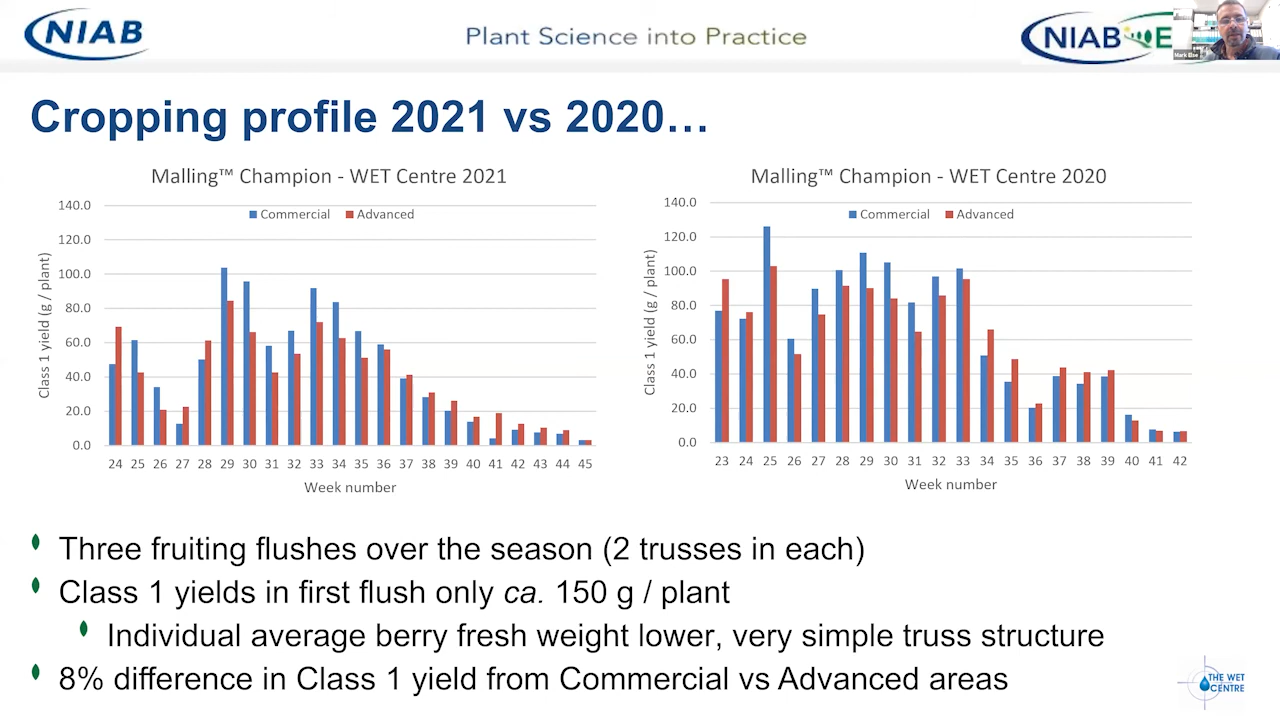 NIAB
Plant Science into Practice
NIAB E
Mark Else
Cropping profile 2021 vs 2020...
Malling™ Champion - WET Centre 2021
Commercial Advanced
Class 1 yield (g / plant)
140.0
120.0
100.0
80.0
60.0
40.0
20.0
0.0
24 25 26 27 28 29 30 31 32 33 34 35 36 37 38 39 40 41 42 43 44 45
Week number
Malling™ Champion - WET Centre 2020
Commercial Advanced
Class 1 yield (g / plant)
140.0
120.0
100.0
80.0
60.0
40.0
20.0
0.0
23 24 25 26 27 28 29 30 31 32 33 34 35 36 37 38 39 40 41 42
Week number
Three fruiting flushes over the season (2 trusses in each)
Class 1 yields in first flush only ca. 150 g / plant
Individual average berry fresh weight lower, very simple truss structure
8% difference in Class 1 yield from Commercial vs Advanced areas
THE WET
CENTRE